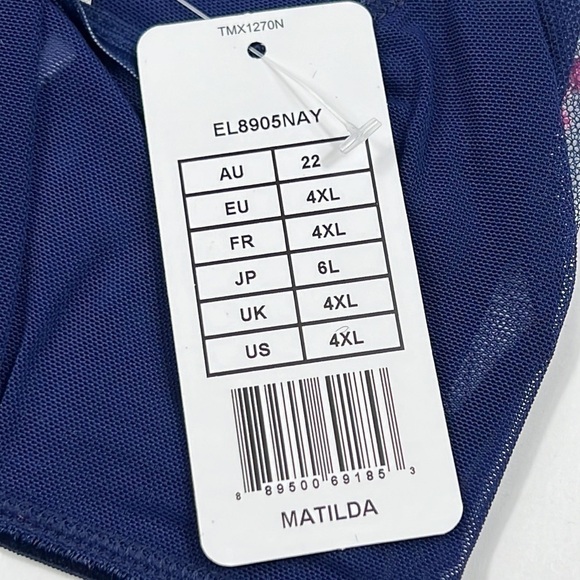 TMX1270N
EL8905NAY
AU 22
EU 4XL
FR 4XL
JP 6L
UK 4XL
US 4XL
8 89500 69185 3
MATILDA